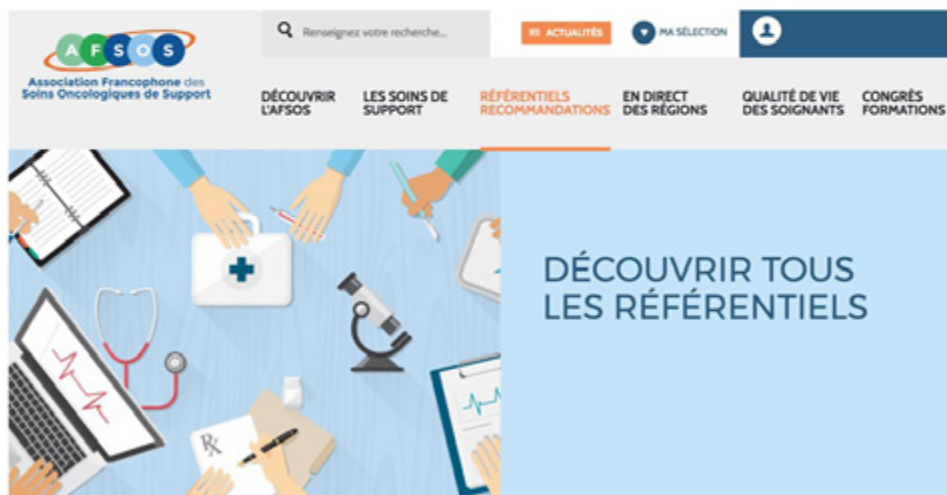 AFSOS
Association Francophone des
Soins Oncologiques de Support
Renseignez votre recherche...
ACTUALITÉS
MA SÉLECTION
DÉCOUVRIR
L'AFSOS
LES SOINS DE
SUPPORT
RÉFÉRENTIELS
RECOMMANDATIONS
EN DIRECT
DES RÉGIONS
QUALITÉ DE VIE
DES SOIGNANTS
CONGRÈS
FORMATIONS
DÉCOUVRIR TOUS
LES RÉFÉRENTIELS
Rx